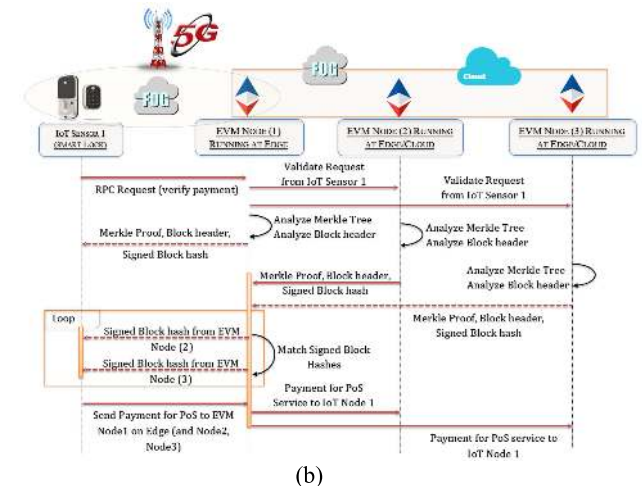 5G
FOG
FOG
Cloud
IoT Sensor 1
(Smart Lock)
EVM Node (1)
Running at Edge
EVM Node (2) Running
at Edge/Cloud
EVM Node (3) Running
at Edge/Cloud
RPC Request (verify payment)
Validate Request
from IoT Sensor 1
Validate Request
from IoT Sensor 1
Merkle Proof, Block header,
Signed Block hash
Analyze Merkle Tree
Analyze Block header
Analyze Merkle Tree
Analyze Block header
Analyze Merkle Tree
Analyze Block header
Merkle Proof, Block header,
Signed Block hash
Merkle Proof, Block header,
Signed Block hash
Loop
Signed Block hash from EVM
Node (2)
Signed Block hash from EVM
Node (3)
Match Signed Block
Hashes
Send Payment for PoS to EVM
Node1 on Edge (and Node2,
Node3)
Payment for PoS
Service to IoT Node 1
Payment for PoS service to
IoT Node 1
(b)